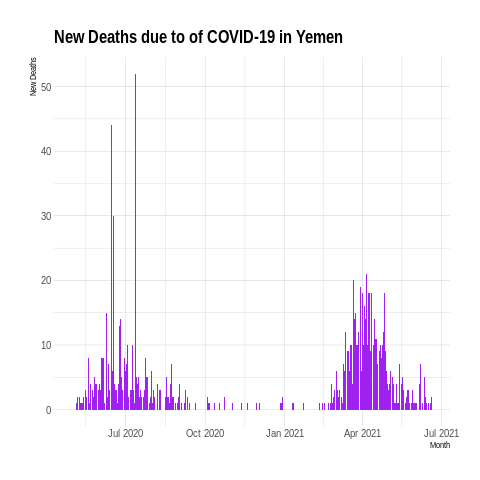 New Deaths due to of COVID-19 in Yemen
New Deaths
50
40
30
20
10
0
Jul 2020 Oct 2020 Jan 2021 Apr 2021 Jul 2021
Month